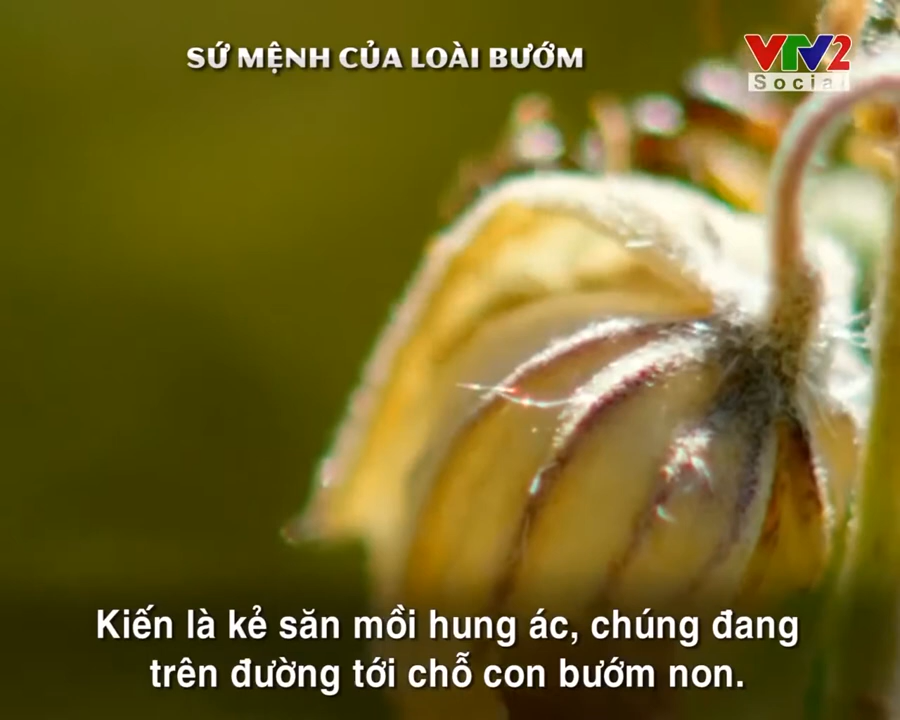 SỨ MỆNH CỦA LOÀI BƯỚM
VTV2
Social
Kiến là kẻ săn mồi hung ác, chúng đang
trên đường tới chỗ con bướm non.